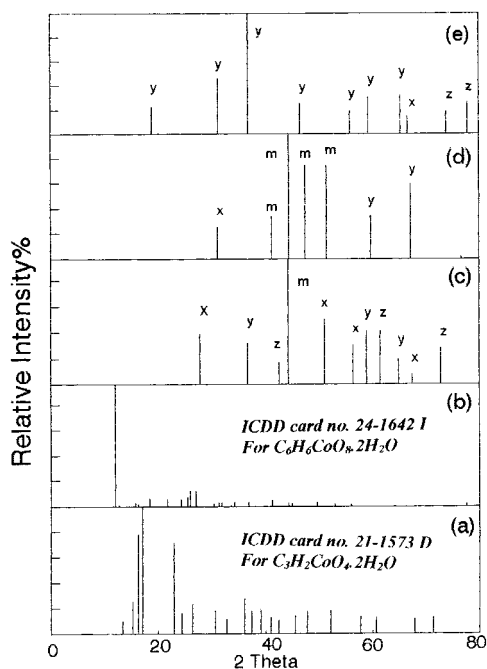 (e)
y
y
y
y
y
y
y
x
z
z
(d)
m
m
m
m
y
y
x
(c)
m
X
y
z
x
x
y
z
y
x
z
(b)
ICDD card no. 24-1642 I
For C₆H₆CoO₈.2H₂O
(a)
ICDD card no. 21-1573 D
For C₃H₂CoO₄.2H₂O
0 20 40 60 80
2 Theta
Relative Intensity%